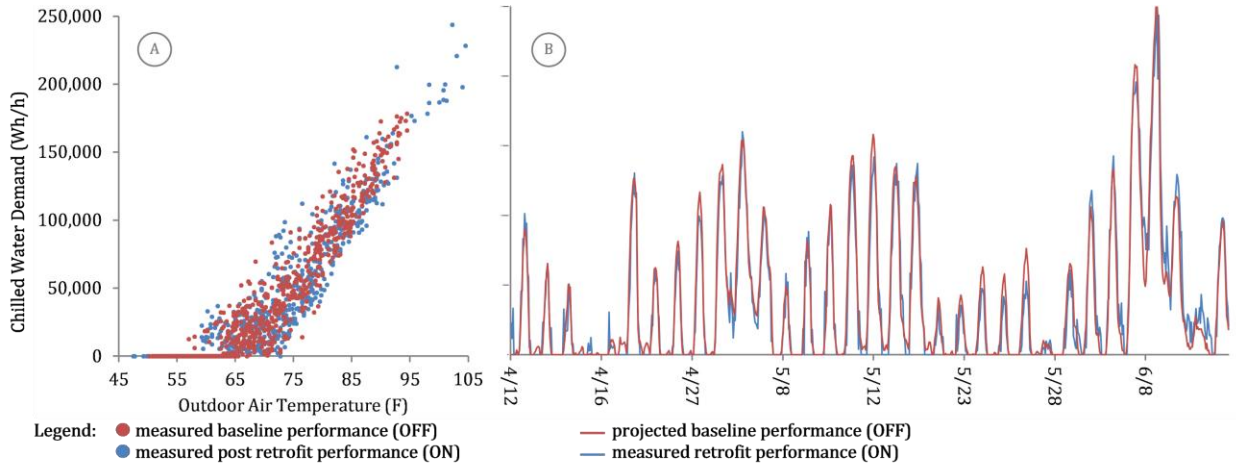 A
B
Chilled Water Demand (Wh/h)
250,000
200,000
150,000
100,000
50,000
0
45 55 65 75 85 95 105
Outdoor Air Temperature (F)
4/12 4/16 4/27 5/8 5/12 5/23 5/28 6/8
Legend: measured baseline performance (OFF) projected baseline performance (OFF)
measured post retrofit performance (ON) measured retrofit performance (ON)